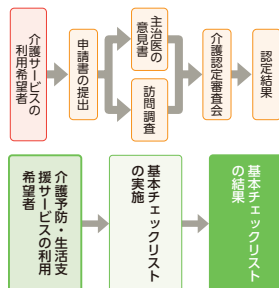 介護サービスの
利用希望者
申請書の提出
主治医の
意見書
訪問調査
介護認定審査会
認定結果
介護予防・生活支
援サービスの利用
希望者
基本チェックリスト
の実施
基本チェックリスト
の結果